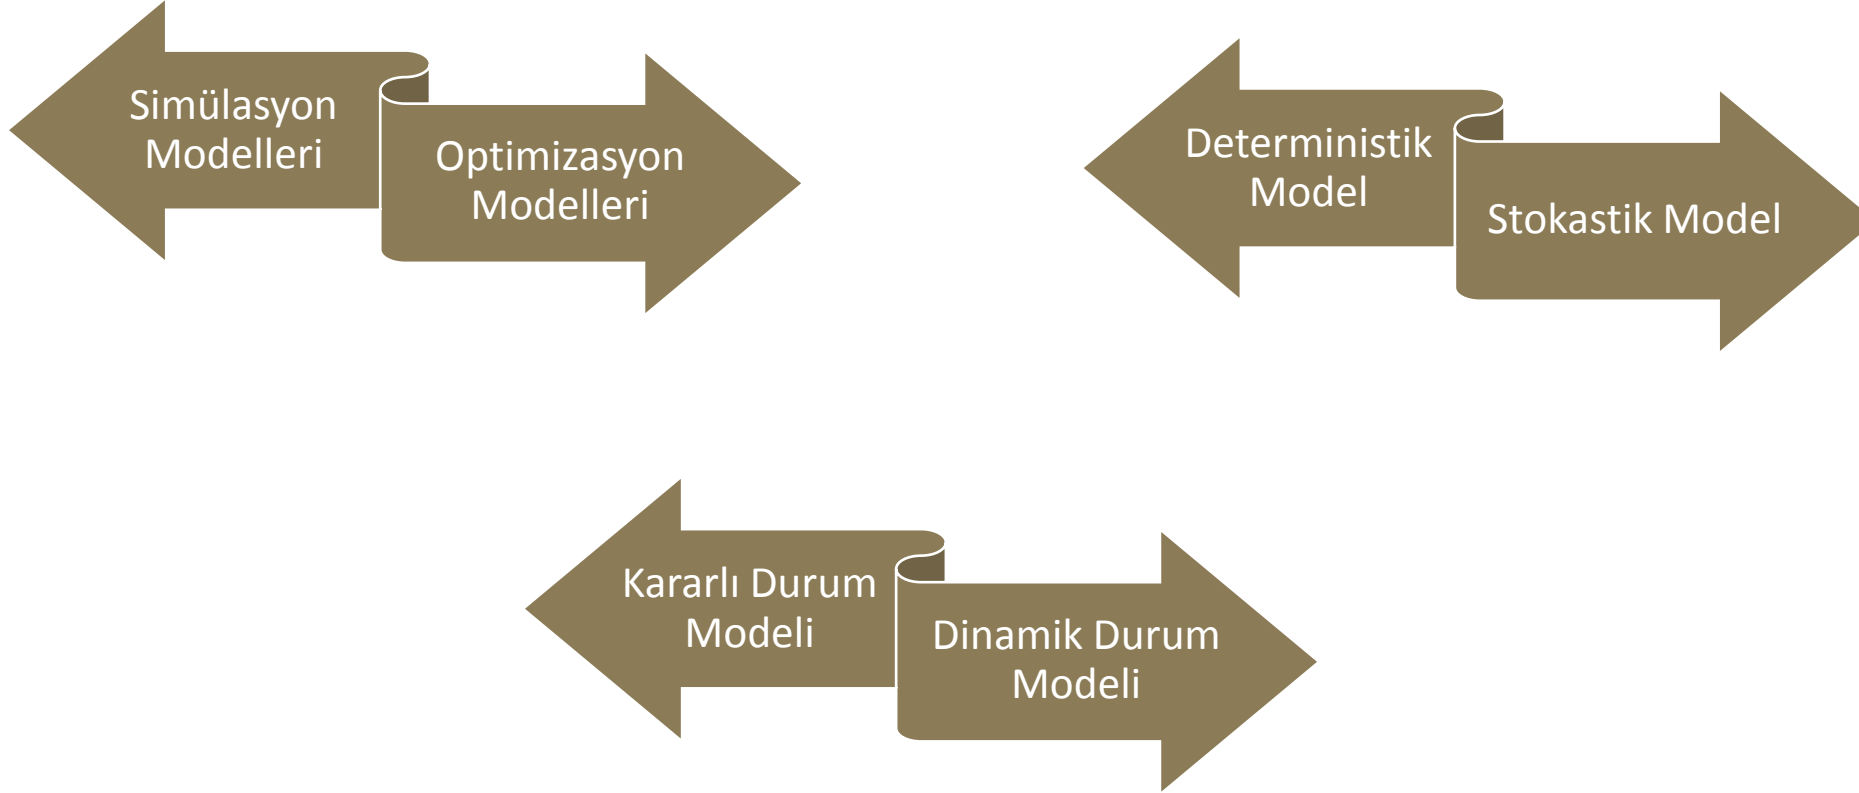 Simülasyon
Modelleri
Optimizasyon
Modelleri
Deterministik
Model
Stokastik Model
Kararlı Durum
Modeli
Dinamik Durum
Modeli